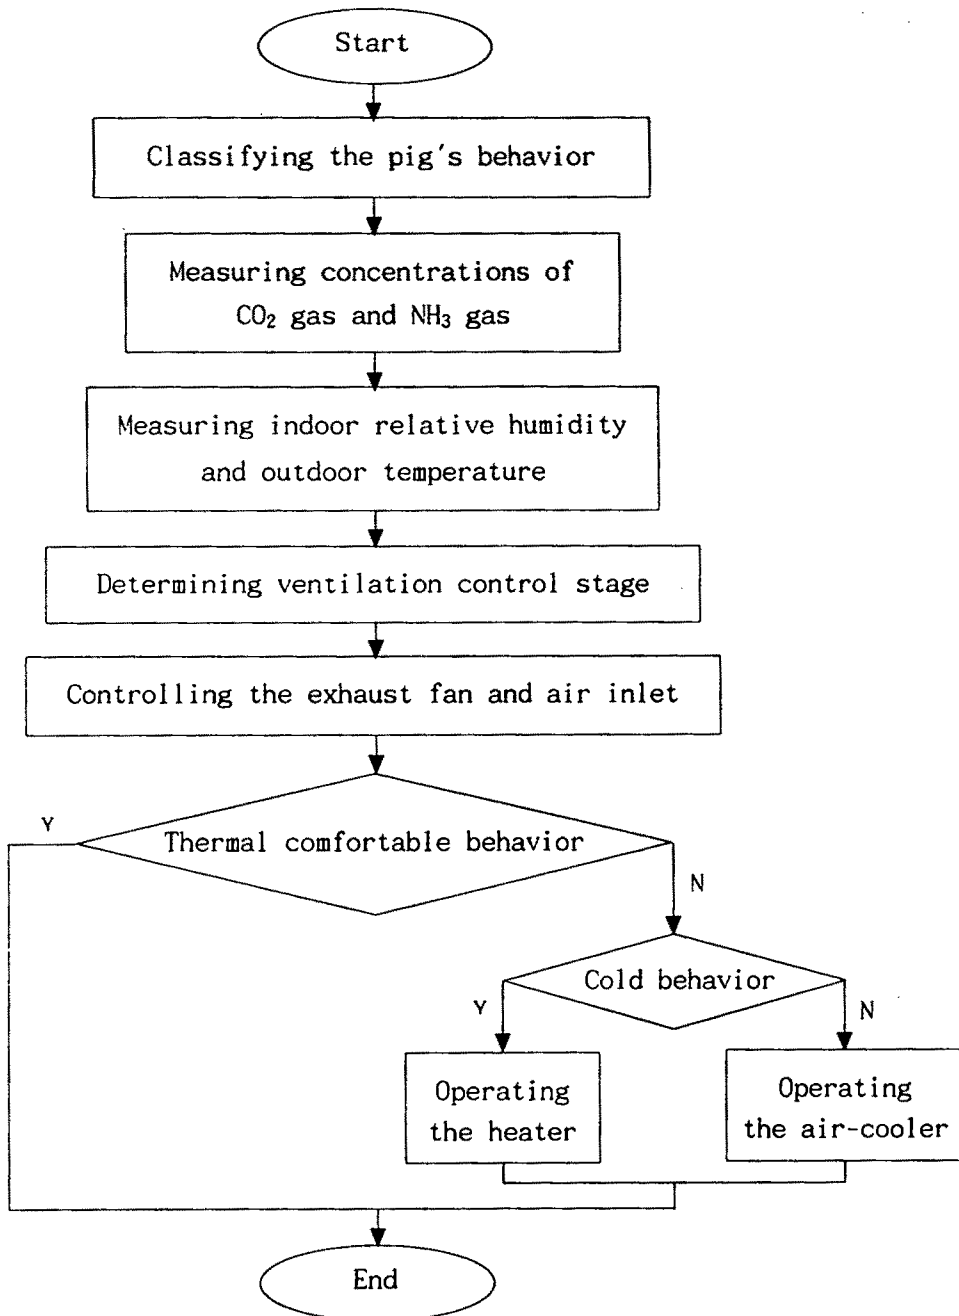 Start
Classifying the pig's behavior
Measuring concentrations of
CO₂ gas and NH₃ gas
Measuring indoor relative humidity
and outdoor temperature
Determining ventilation control stage
Controlling the exhaust fan and air inlet
Y
Thermal comfortable behavior
N
Cold behavior
Y
N
Operating
the heater
Operating
the air-cooler
End